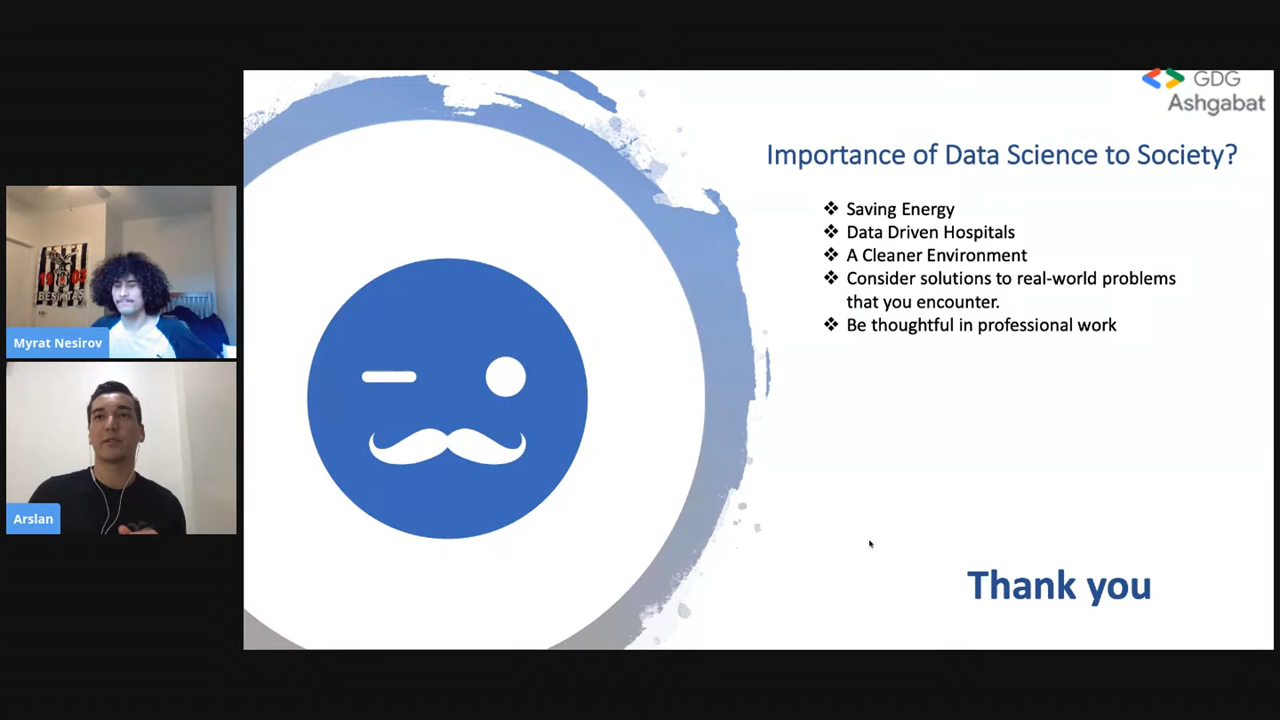 GDG
Ashgabat
Importance of Data Science to Society?
❖ Saving Energy
❖ Data Driven Hospitals
❖ A Cleaner Environment
❖ Consider solutions to real-world problems
that you encounter.
❖ Be thoughtful in professional work
Thank you
BESIKTAS
Myrat Nesirov
Arslan